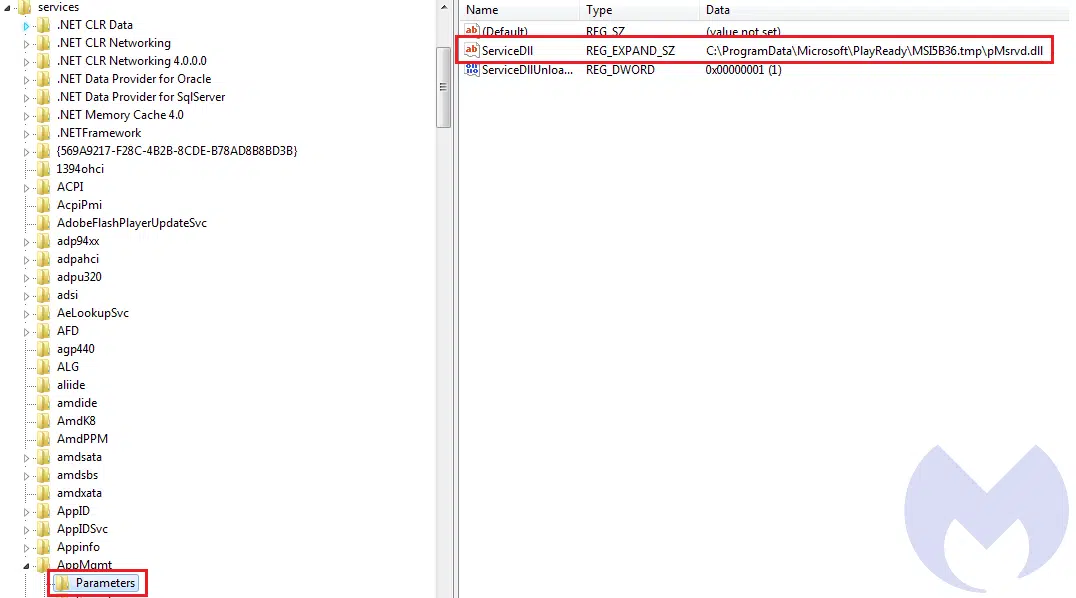 services
.NET CLR Data
.NET CLR Networking
.NET CLR Networking 4.0.0.0
.NET Data Provider for Oracle
.NET Data Provider for SqlServer
.NET Memory Cache 4.0
.NETFramework
{569A9217-F28C-4B2B-8CDE-B78AD8B8BD3B}
1394ohci
ACPI
AcpiPmi
AdobeFlashPlayerUpdateSvc
adp94xx
adpahci
adpu320
adsi
AeLookupSvc
AFD
agp440
ALG
aliide
amdide
AmdK8
AmdPPM
amdsata
amdsbs
amdxata
AppID
AppIDSvc
Appinfo
AppMgmt
Parameters
Name Type Data
(Default) REG_SZ (value not set)
ServiceDll REG_EXPAND_SZ C:\ProgramData\Microsoft\PlayReady\MSI5B36.tmp\pMsrvd.dll
ServiceDllUnloa... REG_DWORD 0x00000001 (1)